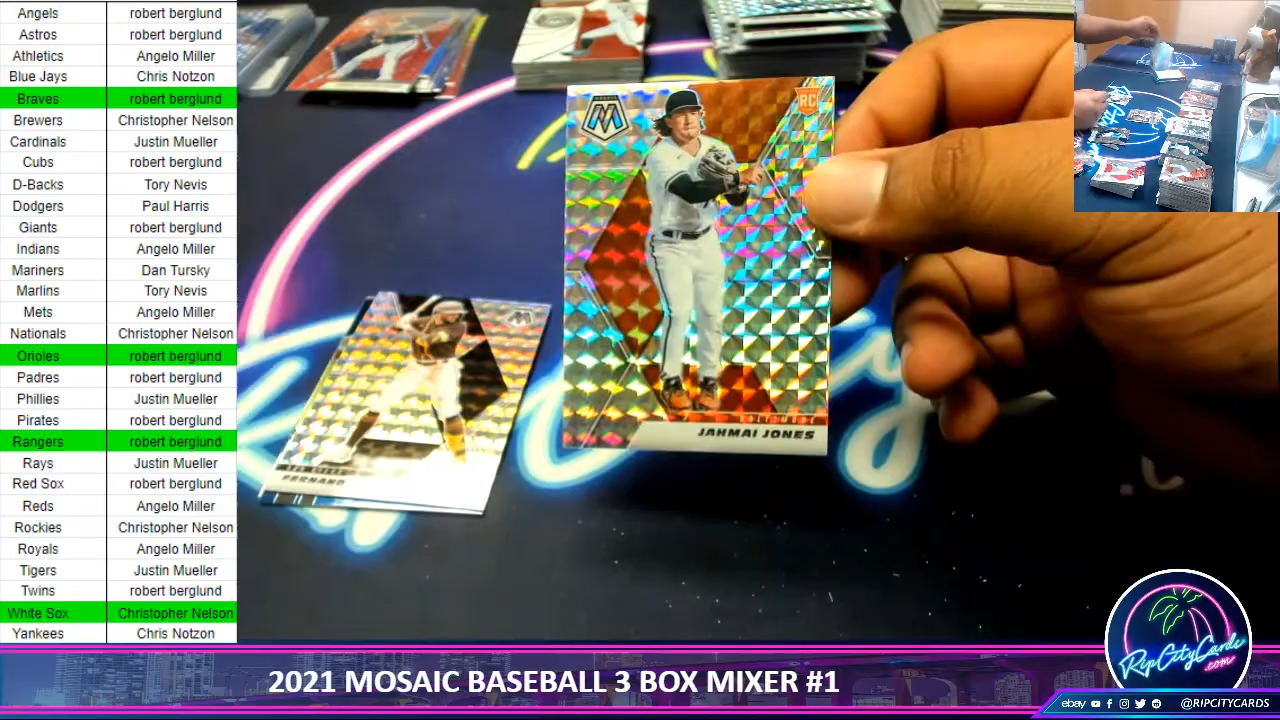 Angels robert berglund
Astros robert berglund
Athletics Angelo Miller
Blue Jays Chris Notzon
Braves robert berglund
Brewers Christopher Nelson
Cardinals Justin Mueller
Cubs robert berglund
D-Backs Tory Nevis
Dodgers Paul Harris
Giants robert berglund
Indians Angelo Miller
Mariners Dan Tursky
Marlins Tory Nevis
Mets Angelo Miller
Nationals Christopher Nelson
Orioles robert berglund
Padres robert berglund
Phillies Justin Mueller
Pirates robert berglund
Rangers robert berglund
Rays Justin Mueller
Red Sox robert berglund
Reds Angelo Miller
Rockies Christopher Nelson
Royals Angelo Miller
Tigers Justin Mueller
Twins robert berglund
White Sox Christopher Nelson
Yankees Chris Notzon
M
RC
BALTIMORE
JAHMAI JONES
FERNAND
2021 MOSAIC BASEBALL 3 BOX MIXER #1
RipCityCards
.com
ebay @RIPCITYCARDS